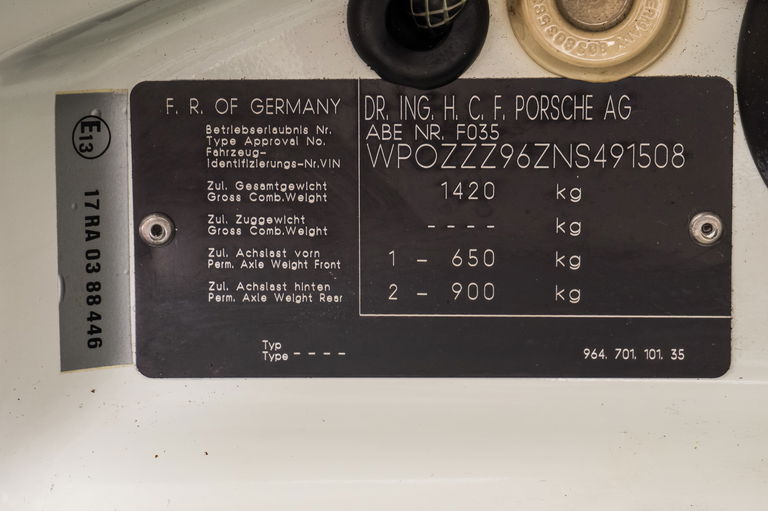 F. R. OF GERMANY
DR. ING. H. C. F. PORSCHE AG
Betriebserlaubnis Nr.
Type Approval No.
ABE NR. F035
Fahrzeug-
Identifizierungs-Nr.VIN
WPOZZZ96ZNS491508
Zul. Gesamtgewicht
Gross Comb.Weight
1420 kg
Zul. Zuggewicht
Gross Comb.Weight
---- kg
Zul. Achslast vorn
Perm. Axle Weight Front
1 - 650 kg
Zul. Achslast hinten
Perm. Axle Weight Rear
2 - 900 kg
Typ
Type ----
964. 701. 101. 35
E13
17 RA 03 88 446